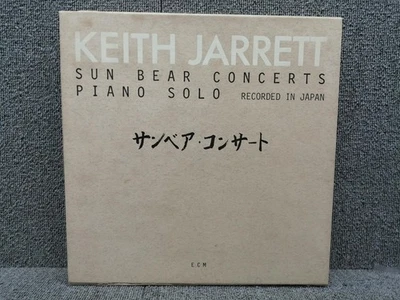 KEITH JARRETT
SUN BEAR CONCERTS
PIANO SOLO RECORDED IN JAPAN
サンベア・コンサート
ECM